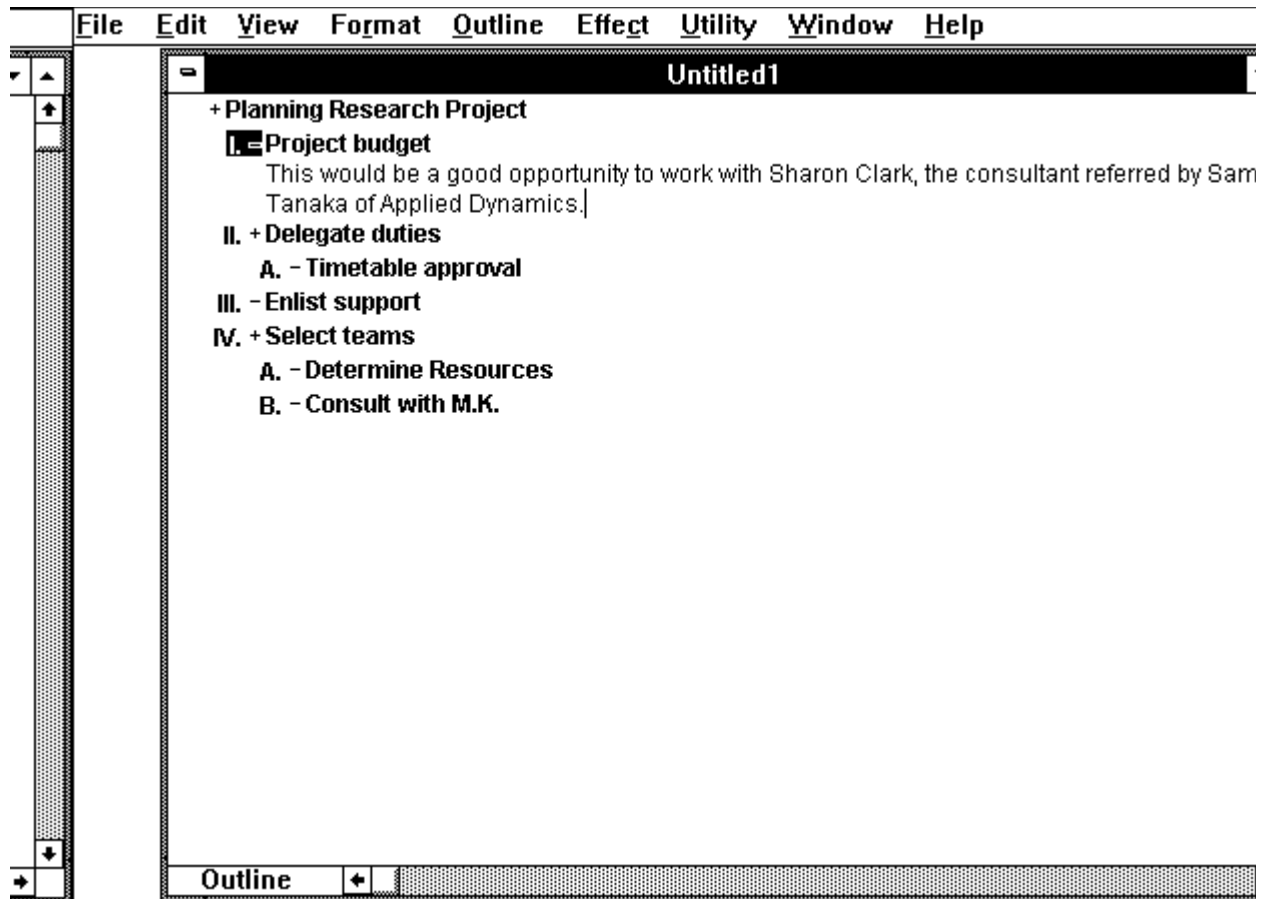 File Edit View Format Outline Effect Utility Window Help
Untitled1
+ Planning Research Project
I. = Project budget
This would be a good opportunity to work with Sharon Clark, the consultant referred by Sam
Tanaka of Applied Dynamics.
II. + Delegate duties
A. - Timetable approval
III. - Enlist support
IV. + Select teams
A. - Determine Resources
B. - Consult with M.K.
Outline